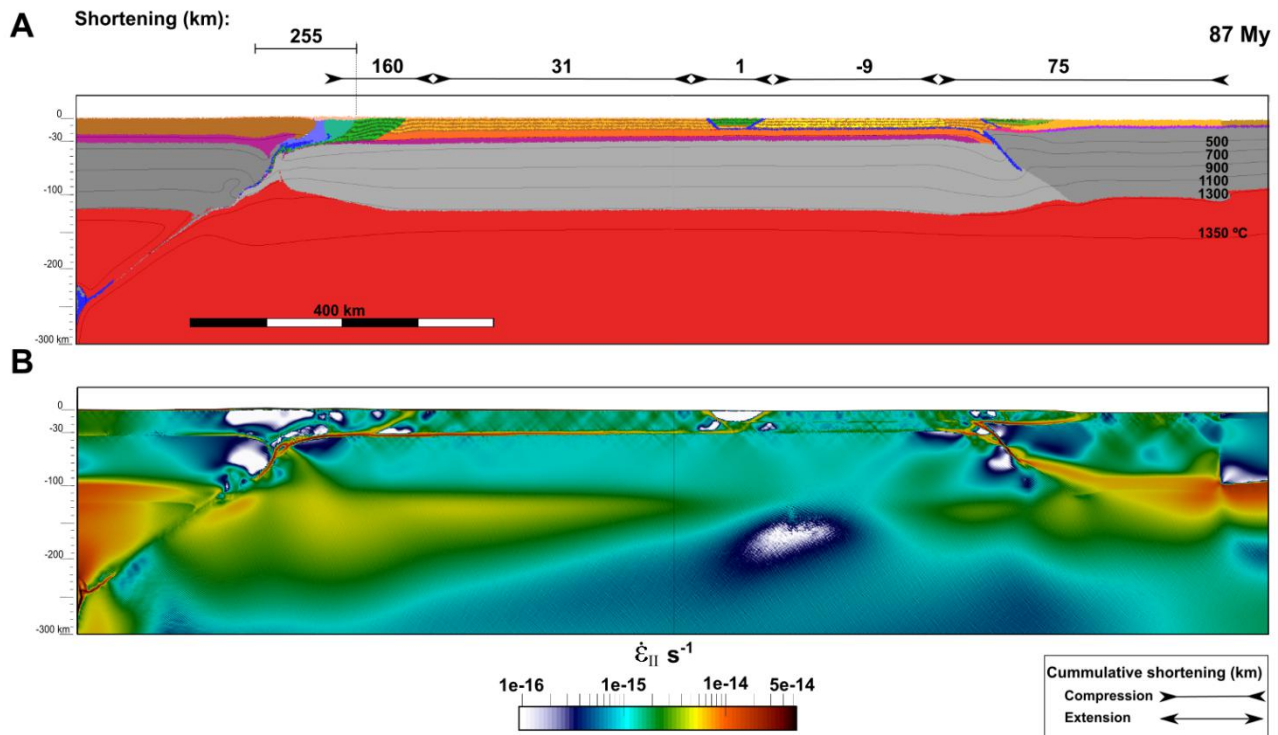 A
Shortening (km):
87 My
255
160 31 1 -9 75
0
-30
-100
-200
-300 km
500
700
900
1100
1300
1350 ºC
400 km
B
0
-30
-100
-200
-300 km
ε̇II s-1
1e-16 1e-15 1e-14 5e-14
Cummulative shortening (km)
Compression
Extension